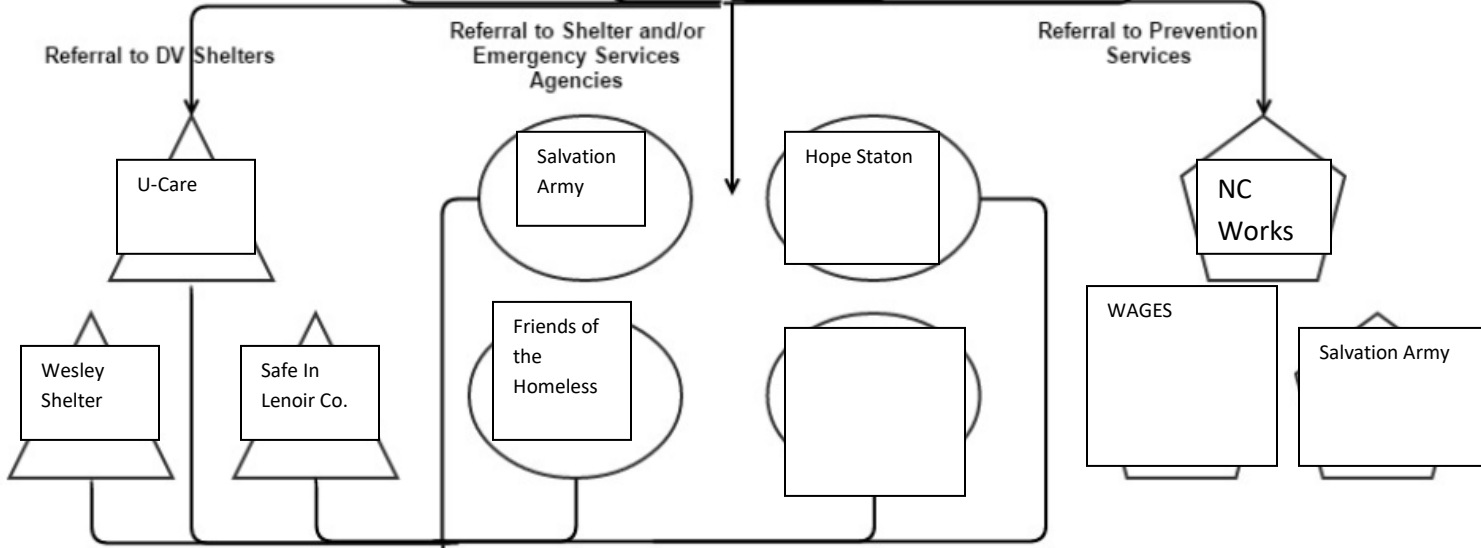 Referral to DV Shelters
Referral to Shelter and/or
Emergency Services
Agencies
Referral to Prevention
Services
U-Care
Salvation
Army
Hope Staton
NC
Works
Wesley
Shelter
Safe In
Lenoir Co.
Friends of
the
Homeless
WAGES
Salvation Army